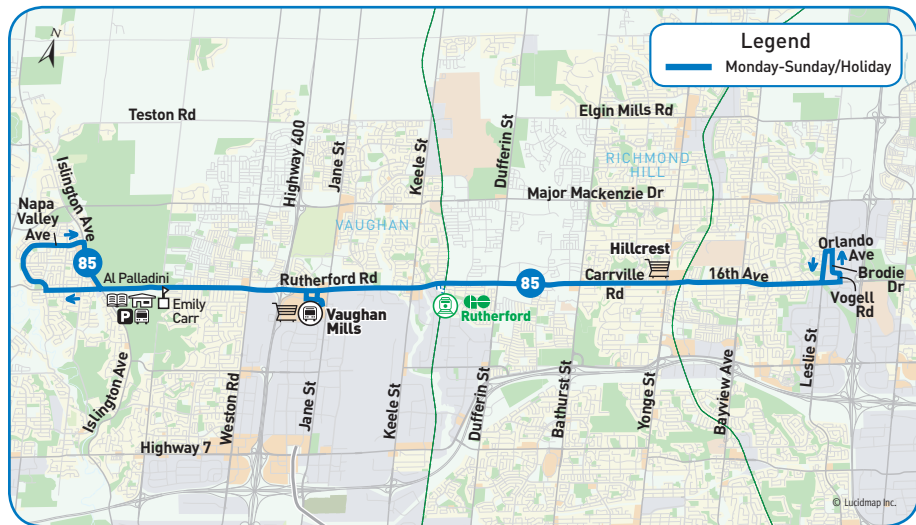 N
Legend
Monday-Sunday/Holiday
Teston Rd
Elgin Mills Rd
Islington Ave
Highway 400
Jane St
Keele St
Dufferin St
RICHMOND
HILL
Major Mackenzie Dr
Napa
Valley
Ave
VAUGHAN
85
Al Palladini
Rutherford Rd
Hillcrest
Carrville
Rd
16th Ave
Orlando
Ave
Brodie
Dr
Vogell
Rd
85
P
Emily
Carr
Vaughan
Mills
Rutherford
Islington Ave
Weston Rd
Jane St
Keele St
Dufferin St
Bathurst St
Yonge St
Bayview Ave
Leslie St
Highway 7
© Lucidmap Inc.